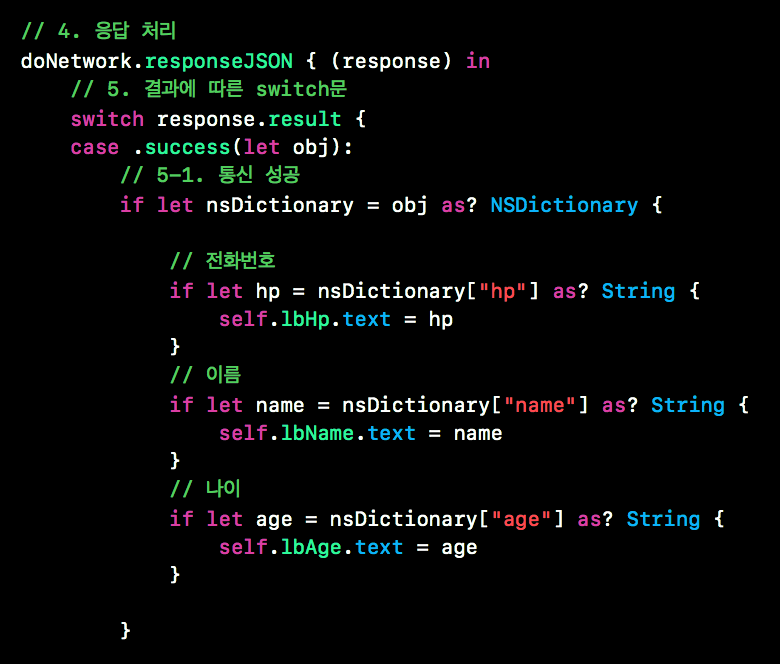 // 4. 응답 처리
doNetwork.responseJSON { (response) in
// 5. 결과에 따른 switch문
switch response.result {
case .success(let obj):
// 5-1. 통신 성공
if let nsDictionary = obj as? NSDictionary {
// 전화번호
if let hp = nsDictionary["hp"] as? String {
self.lbHp.text = hp
}
// 이름
if let name = nsDictionary["name"] as? String {
self.lbName.text = name
}
// 나이
if let age = nsDictionary["age"] as? String {
self.lbAge.text = age
}
}